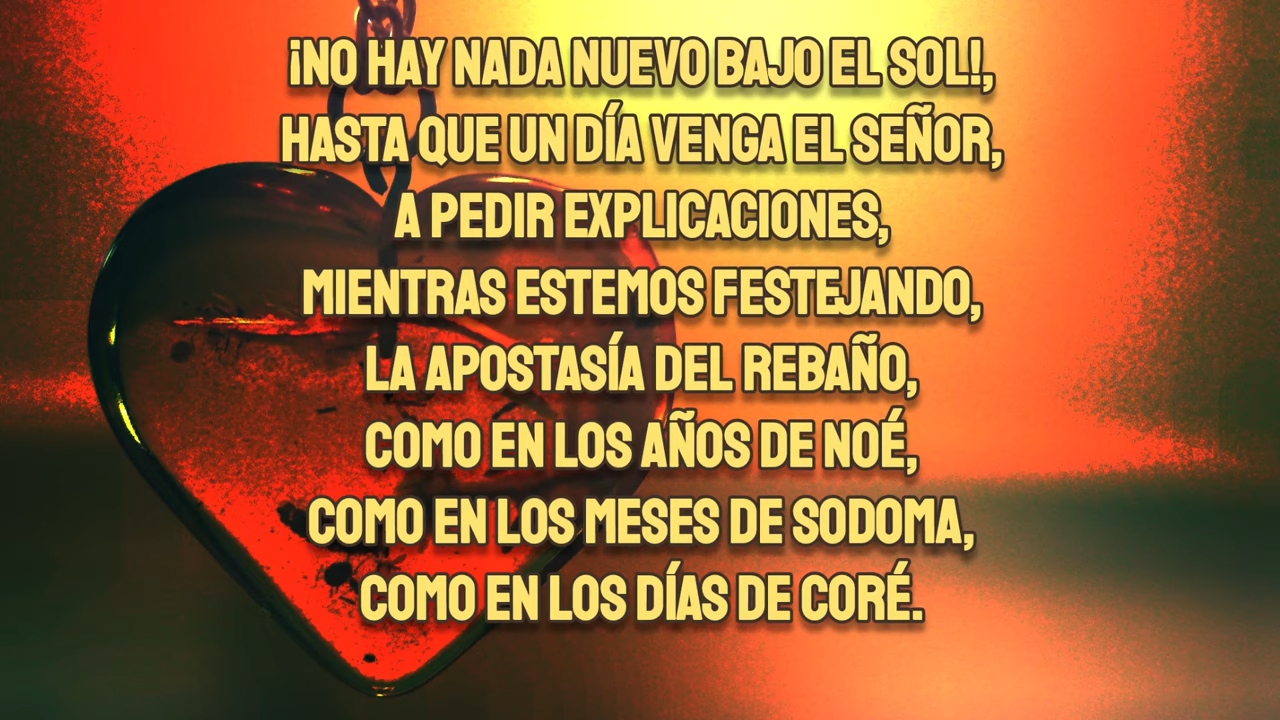 ¡NO HAY NADA NUEVO BAJO EL SOL!,
HASTA QUE UN DÍA VENGA EL SEÑOR,
A PEDIR EXPLICACIONES,
MIENTRAS ESTEMOS FESTEJANDO,
LA APOSTASÍA DEL REBAÑO,
COMO EN LOS AÑOS DE NOÉ,
COMO EN LOS MESES DE SODOMA,
COMO EN LOS DÍAS DE CORÉ.